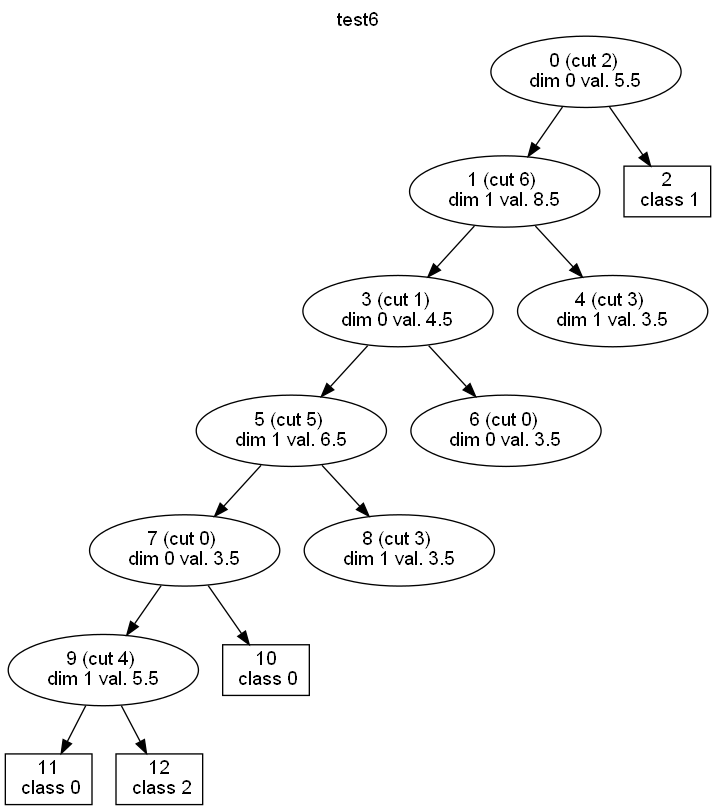 test6
0 (cut 2)
dim 0 val. 5.5
1 (cut 6)
dim 1 val. 8.5
2
class 1
3 (cut 1)
dim 0 val. 4.5
4 (cut 3)
dim 1 val. 3.5
5 (cut 5)
dim 1 val. 6.5
6 (cut 0)
dim 0 val. 3.5
7 (cut 0)
dim 0 val. 3.5
8 (cut 3)
dim 1 val. 3.5
9 (cut 4)
dim 1 val. 5.5
10
class 0
11
class 0
12
class 2